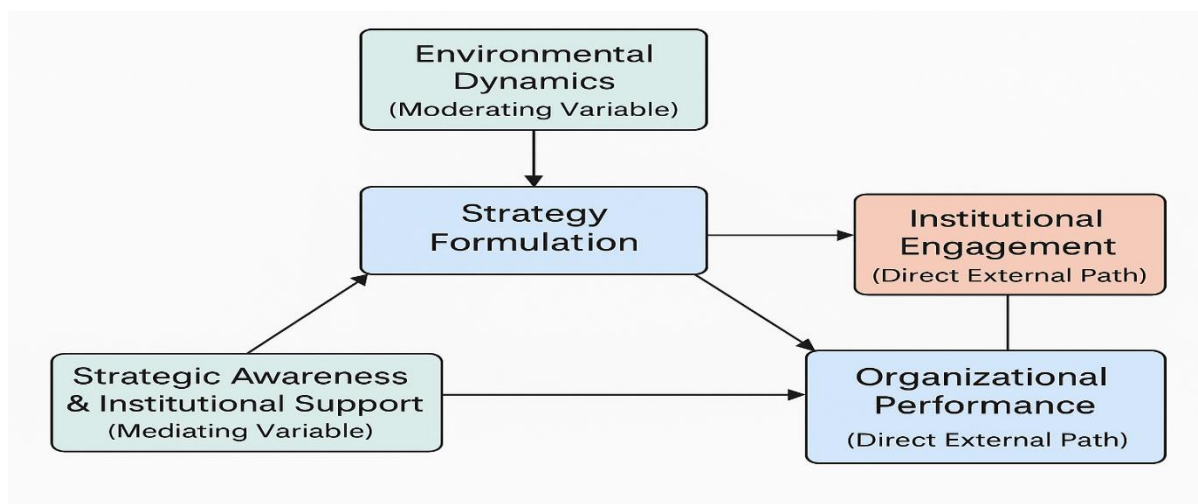 Environmental
Dynamics
(Moderating Variable)
Strategy
Formulation
Institutional
Engagement
(Direct External Path)
Strategic Awareness
& Institutional Support
(Mediating Variable)
Organizational
Performance
(Direct External Path)